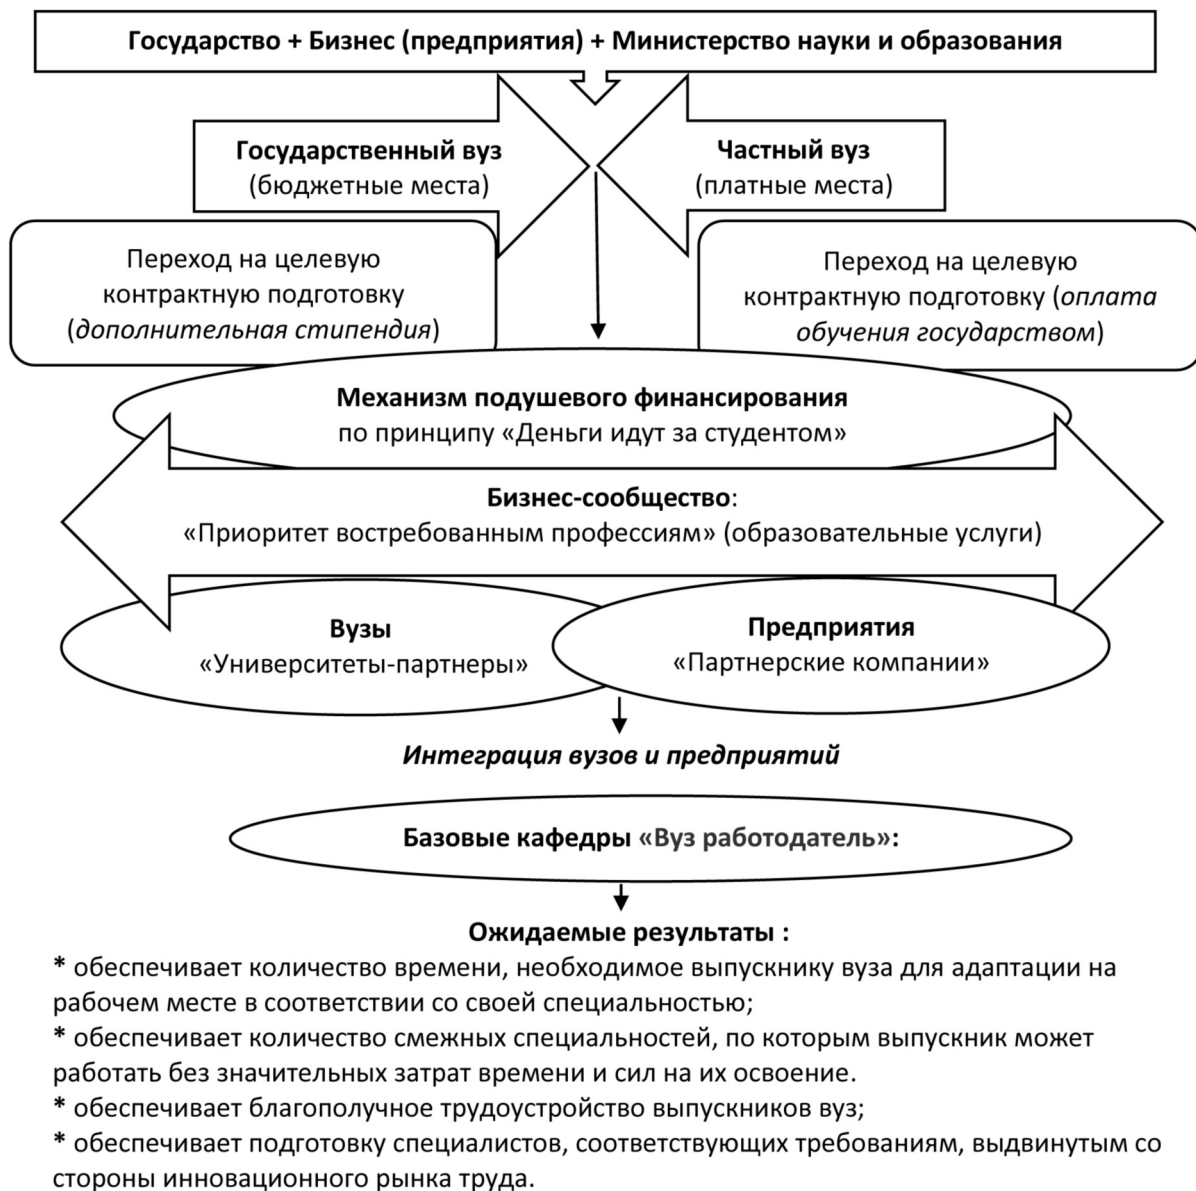 Государство + Бизнес (предприятия) + Министерство науки и образования
Государственный вуз
(бюджетные места)
Частный вуз
(платные места)
Переход на целевую
контрактную подготовку
(дополнительная стипендия)
Переход на целевую
контрактную подготовку (оплата
обучения государством)
Механизм подушевого финансирования
по принципу «Деньги идут за студентом»
Бизнес-сообщество:
«Приоритет востребованным профессиям» (образовательные услуги)
Вузы
«Университеты-партнеры»
Предприятия
«Партнерские компании»
Интеграция вузов и предприятий
Базовые кафедры «Вуз работодатель»:
Ожидаемые результаты :
* обеспечивает количество времени, необходимое выпускнику вуза для адаптации на
рабочем месте в соответствии со своей специальностью;
* обеспечивает количество смежных специальностей, по которым выпускник может
работать без значительных затрат времени и сил на их освоение.
* обеспечивает благополучное трудоустройство выпускников вуз;
* обеспечивает подготовку специалистов, соответствующих требованиям, выдвинутым со
стороны инновационного рынка труда.